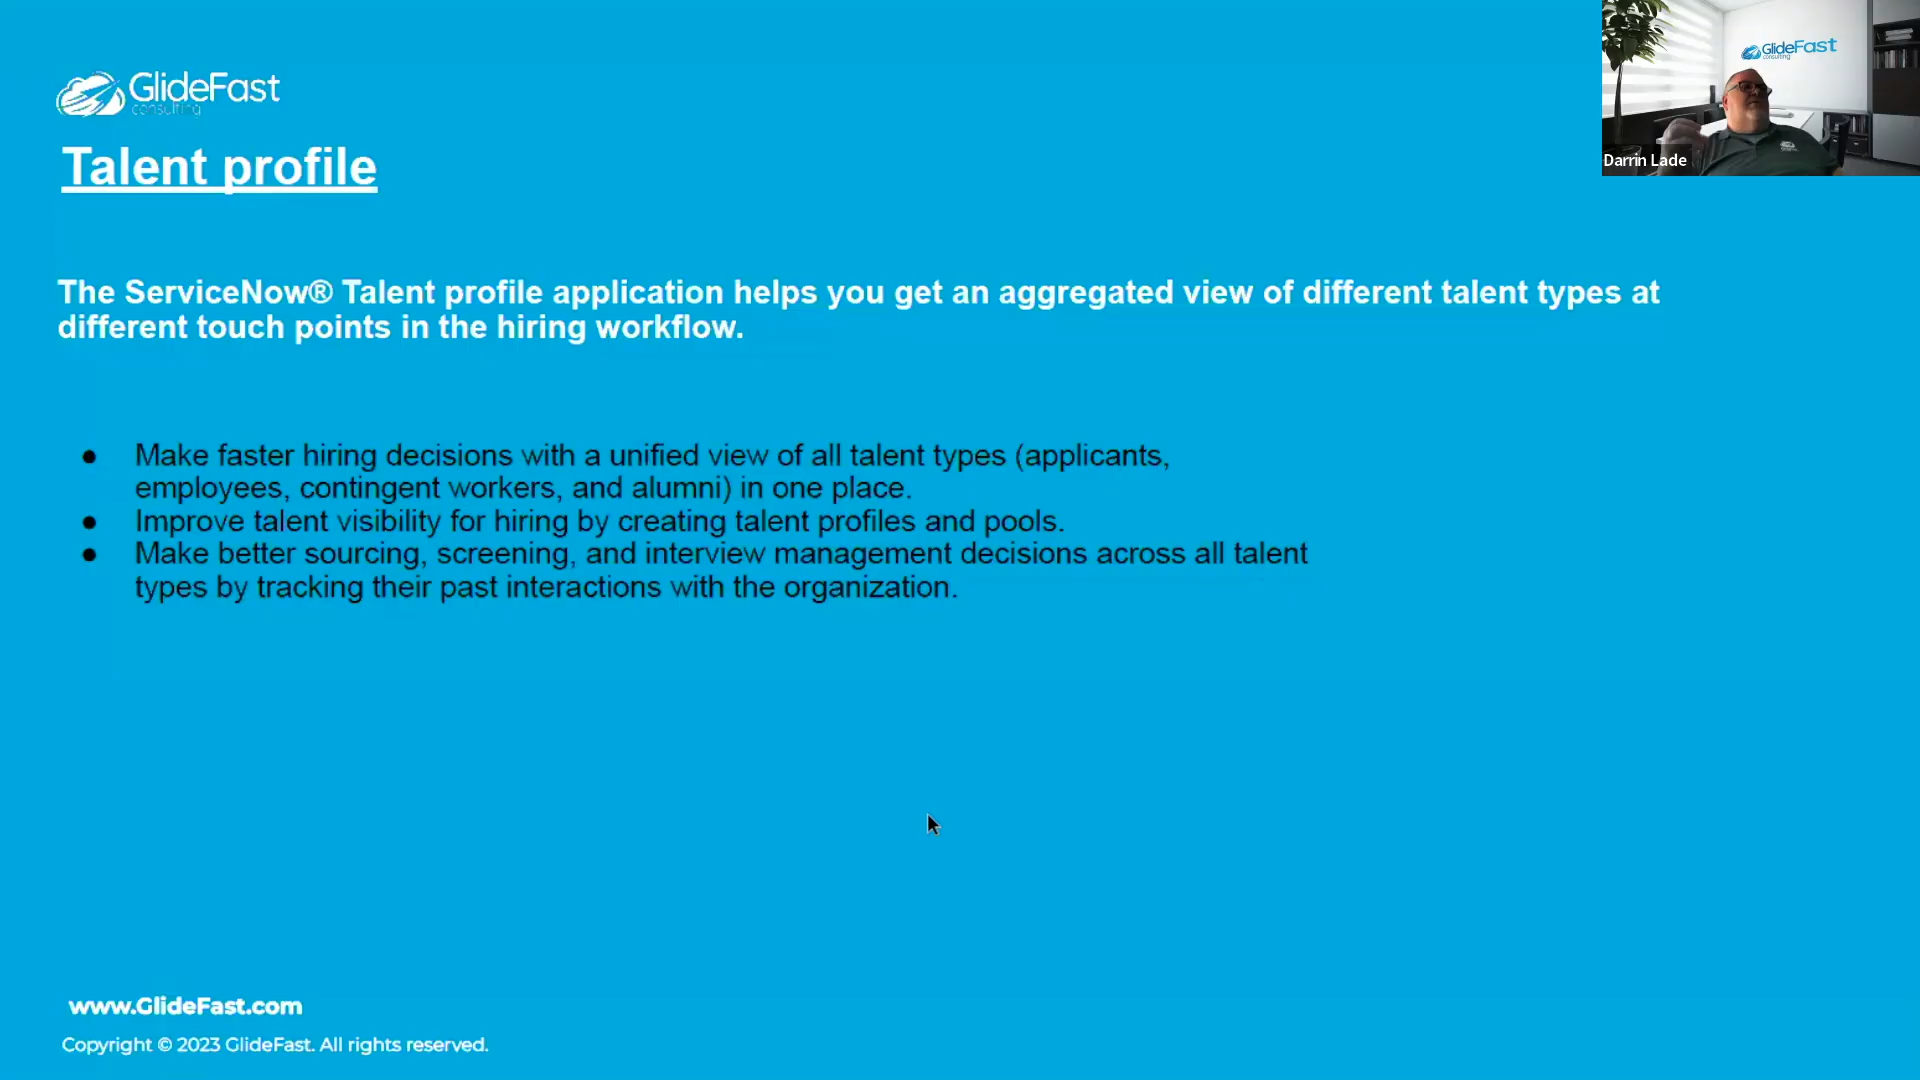 GlideFast
consulting
GlideFast
consulting
Darrin Lade
Talent profile
The ServiceNow® Talent profile application helps you get an aggregated view of different talent types at
different touch points in the hiring workflow.
● Make faster hiring decisions with a unified view of all talent types (applicants,
employees, contingent workers, and alumni) in one place.
● Improve talent visibility for hiring by creating talent profiles and pools.
● Make better sourcing, screening, and interview management decisions across all talent
types by tracking their past interactions with the organization.
www.GlideFast.com
Copyright © 2023 GlideFast. All rights reserved.